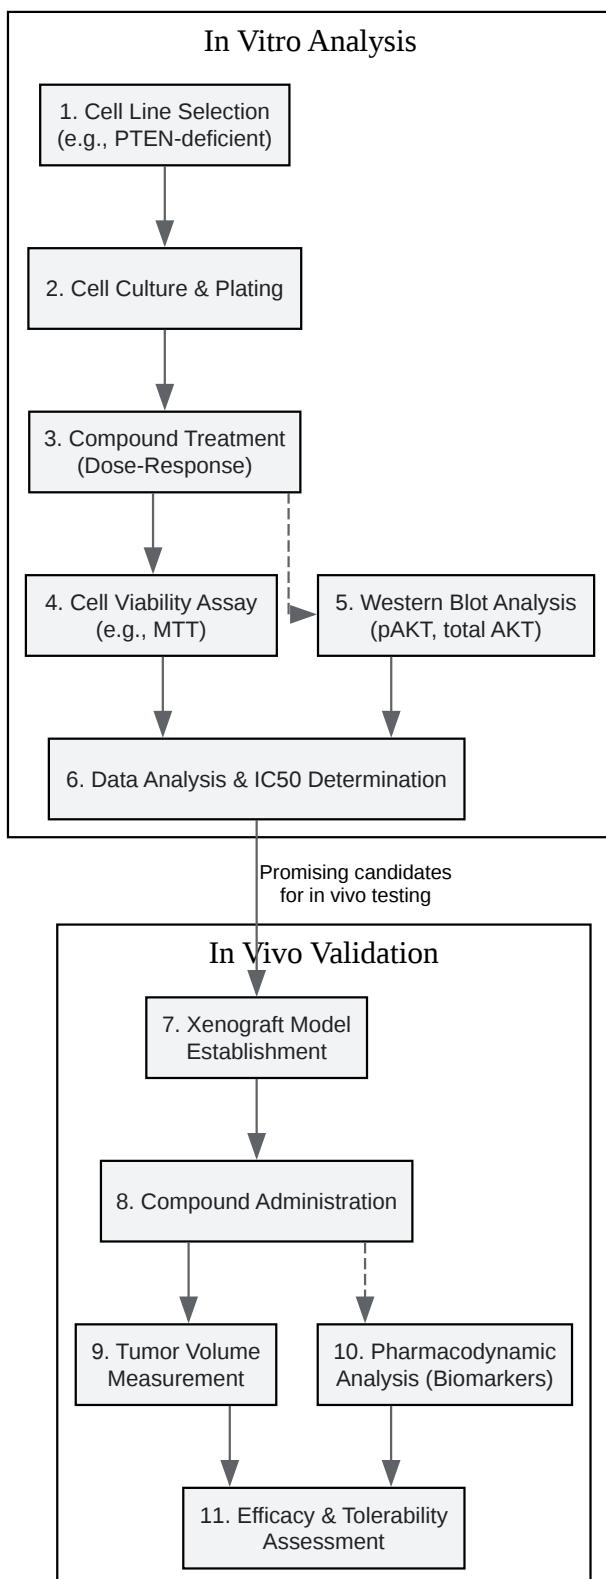 In Vitro Analysis
1. Cell Line Selection
(e.g., PTEN-deficient)
2. Cell Culture & Plating
3. Compound Treatment
(Dose-Response)
4. Cell Viability Assay
(e.g., MTT)
5. Western Blot Analysis
(pAKT, total AKT)
6. Data Analysis & IC50 Determination
Promising candidates
for in vivo testing
In Vivo Validation
7. Xenograft Model
Establishment
8. Compound Administration
9. Tumor Volume
Measurement
10. Pharmacodynamic
Analysis (Biomarkers)
11. Efficacy & Tolerability
Assessment